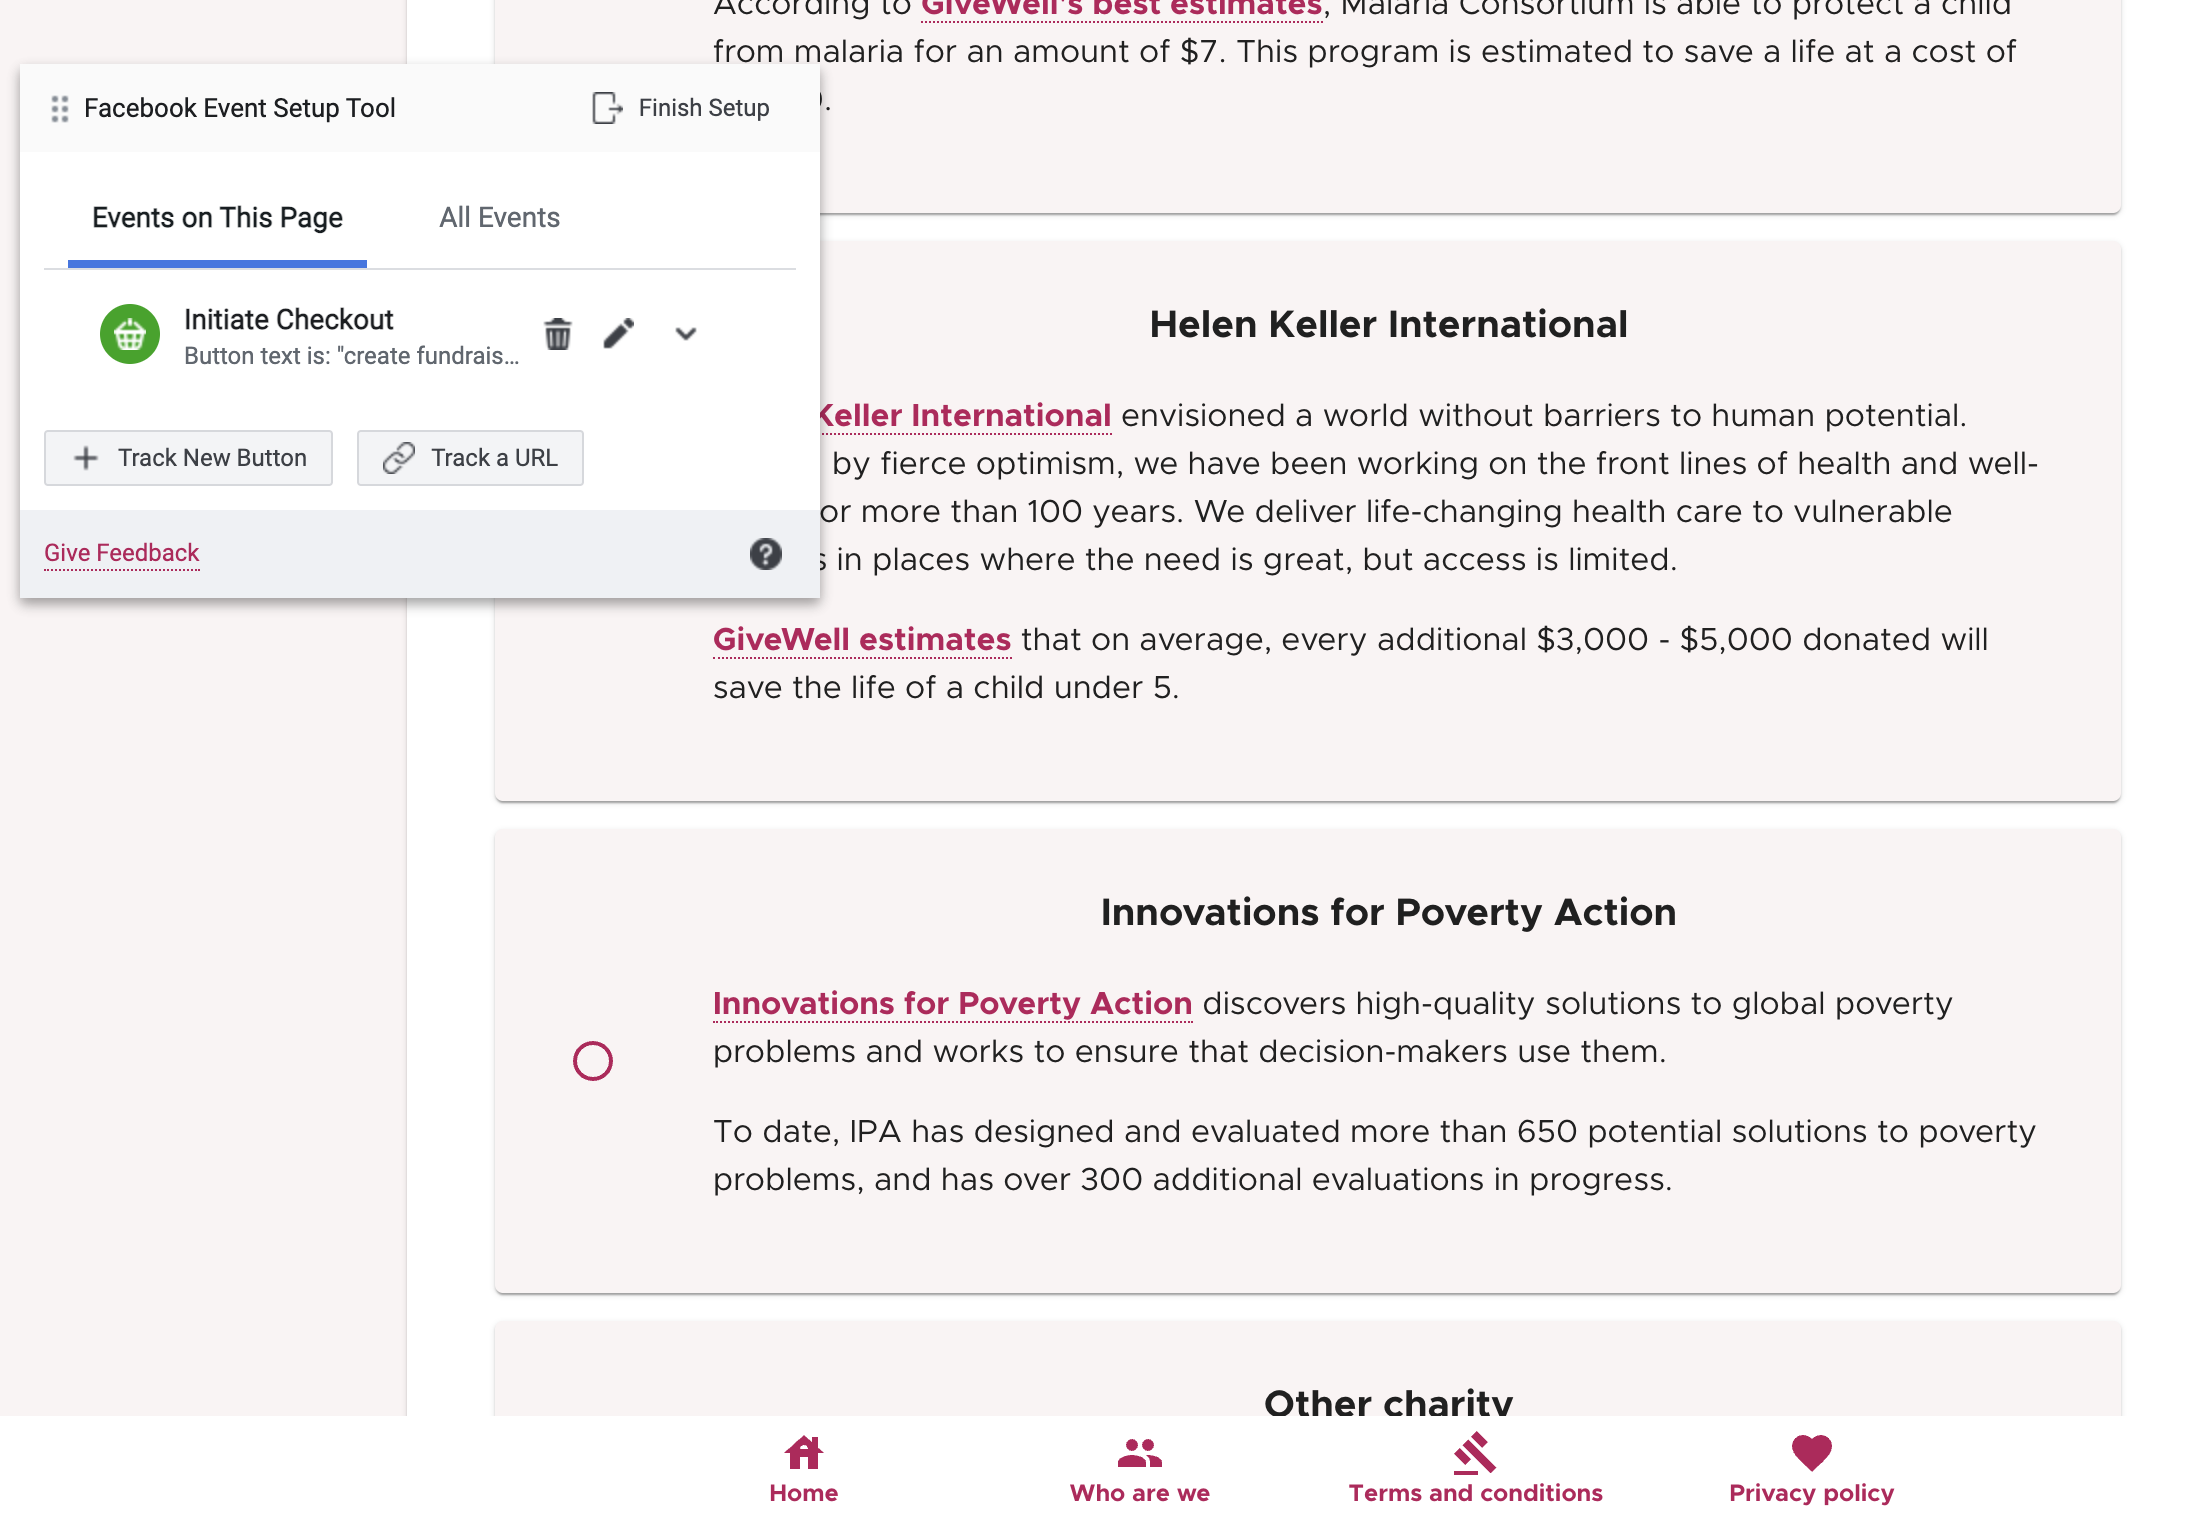 According to GiveWell's best estimates, Malaria Consortium is able to protect a child
from malaria for an amount of $7. This program is estimated to save a life at a cost of
Facebook Event Setup Tool
Finish Setup
Events on This Page
All Events
Initiate Checkout
Button text is: "create fundrais...
Track New Button
Track a URL
Give Feedback
Helen Keller International
Keller International envisioned a world without barriers to human potential.
by fierce optimism, we have been working on the front lines of health and well-
or more than 100 years. We deliver life-changing health care to vulnerable
in places where the need is great, but access is limited.
GiveWell estimates that on average, every additional $3,000 - $5,000 donated will
save the life of a child under 5.
Innovations for Poverty Action
Innovations for Poverty Action discovers high-quality solutions to global poverty
problems and works to ensure that decision-makers use them.
To date, IPA has designed and evaluated more than 650 potential solutions to poverty
problems, and has over 300 additional evaluations in progress.
Other charity
Home
Who are we
Terms and conditions
Privacy policy